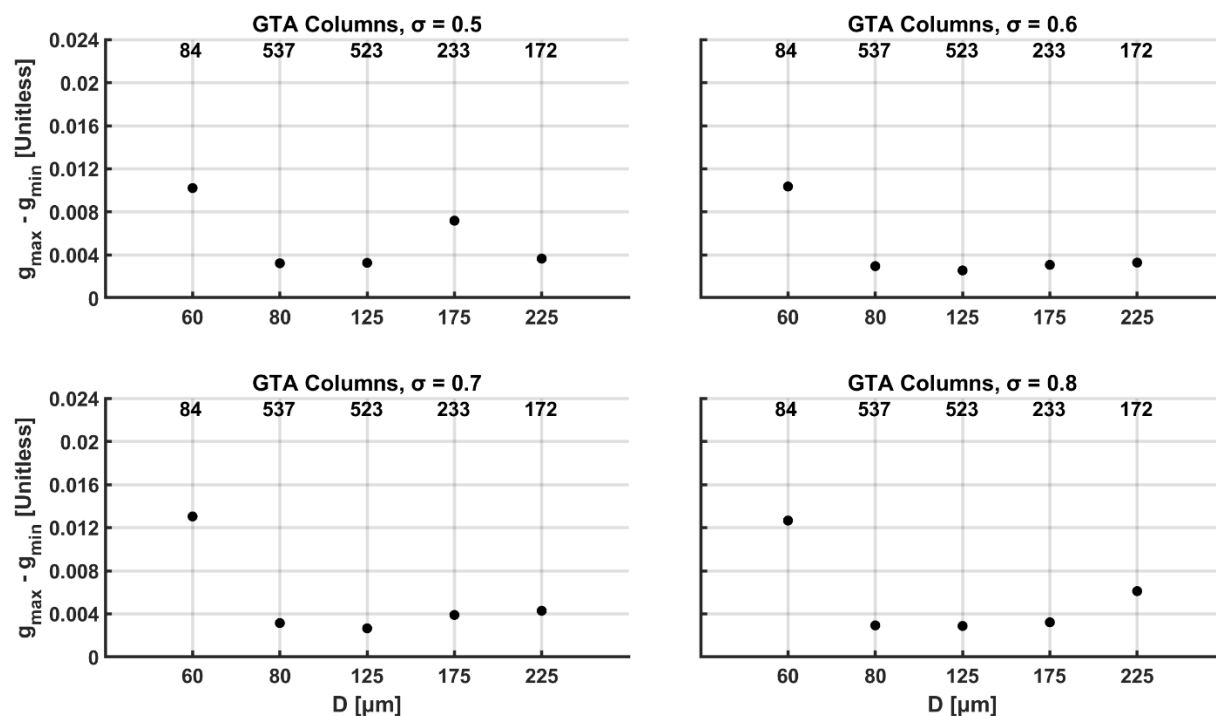 GTA Columns, σ = 0.5
84 537 523 233 172
0.024
0.02
0.016
0.012
0.008
0.004
0
g_max - g_min [Unitless]
60 80 125 175 225
GTA Columns, σ = 0.6
84 537 523 233 172
60 80 125 175 225
GTA Columns, σ = 0.7
84 537 523 233 172
0.024
0.02
0.016
0.012
0.008
0.004
0
g_max - g_min [Unitless]
60 80 125 175 225
D [μm]
GTA Columns, σ = 0.8
84 537 523 233 172
60 80 125 175 225
D [μm]